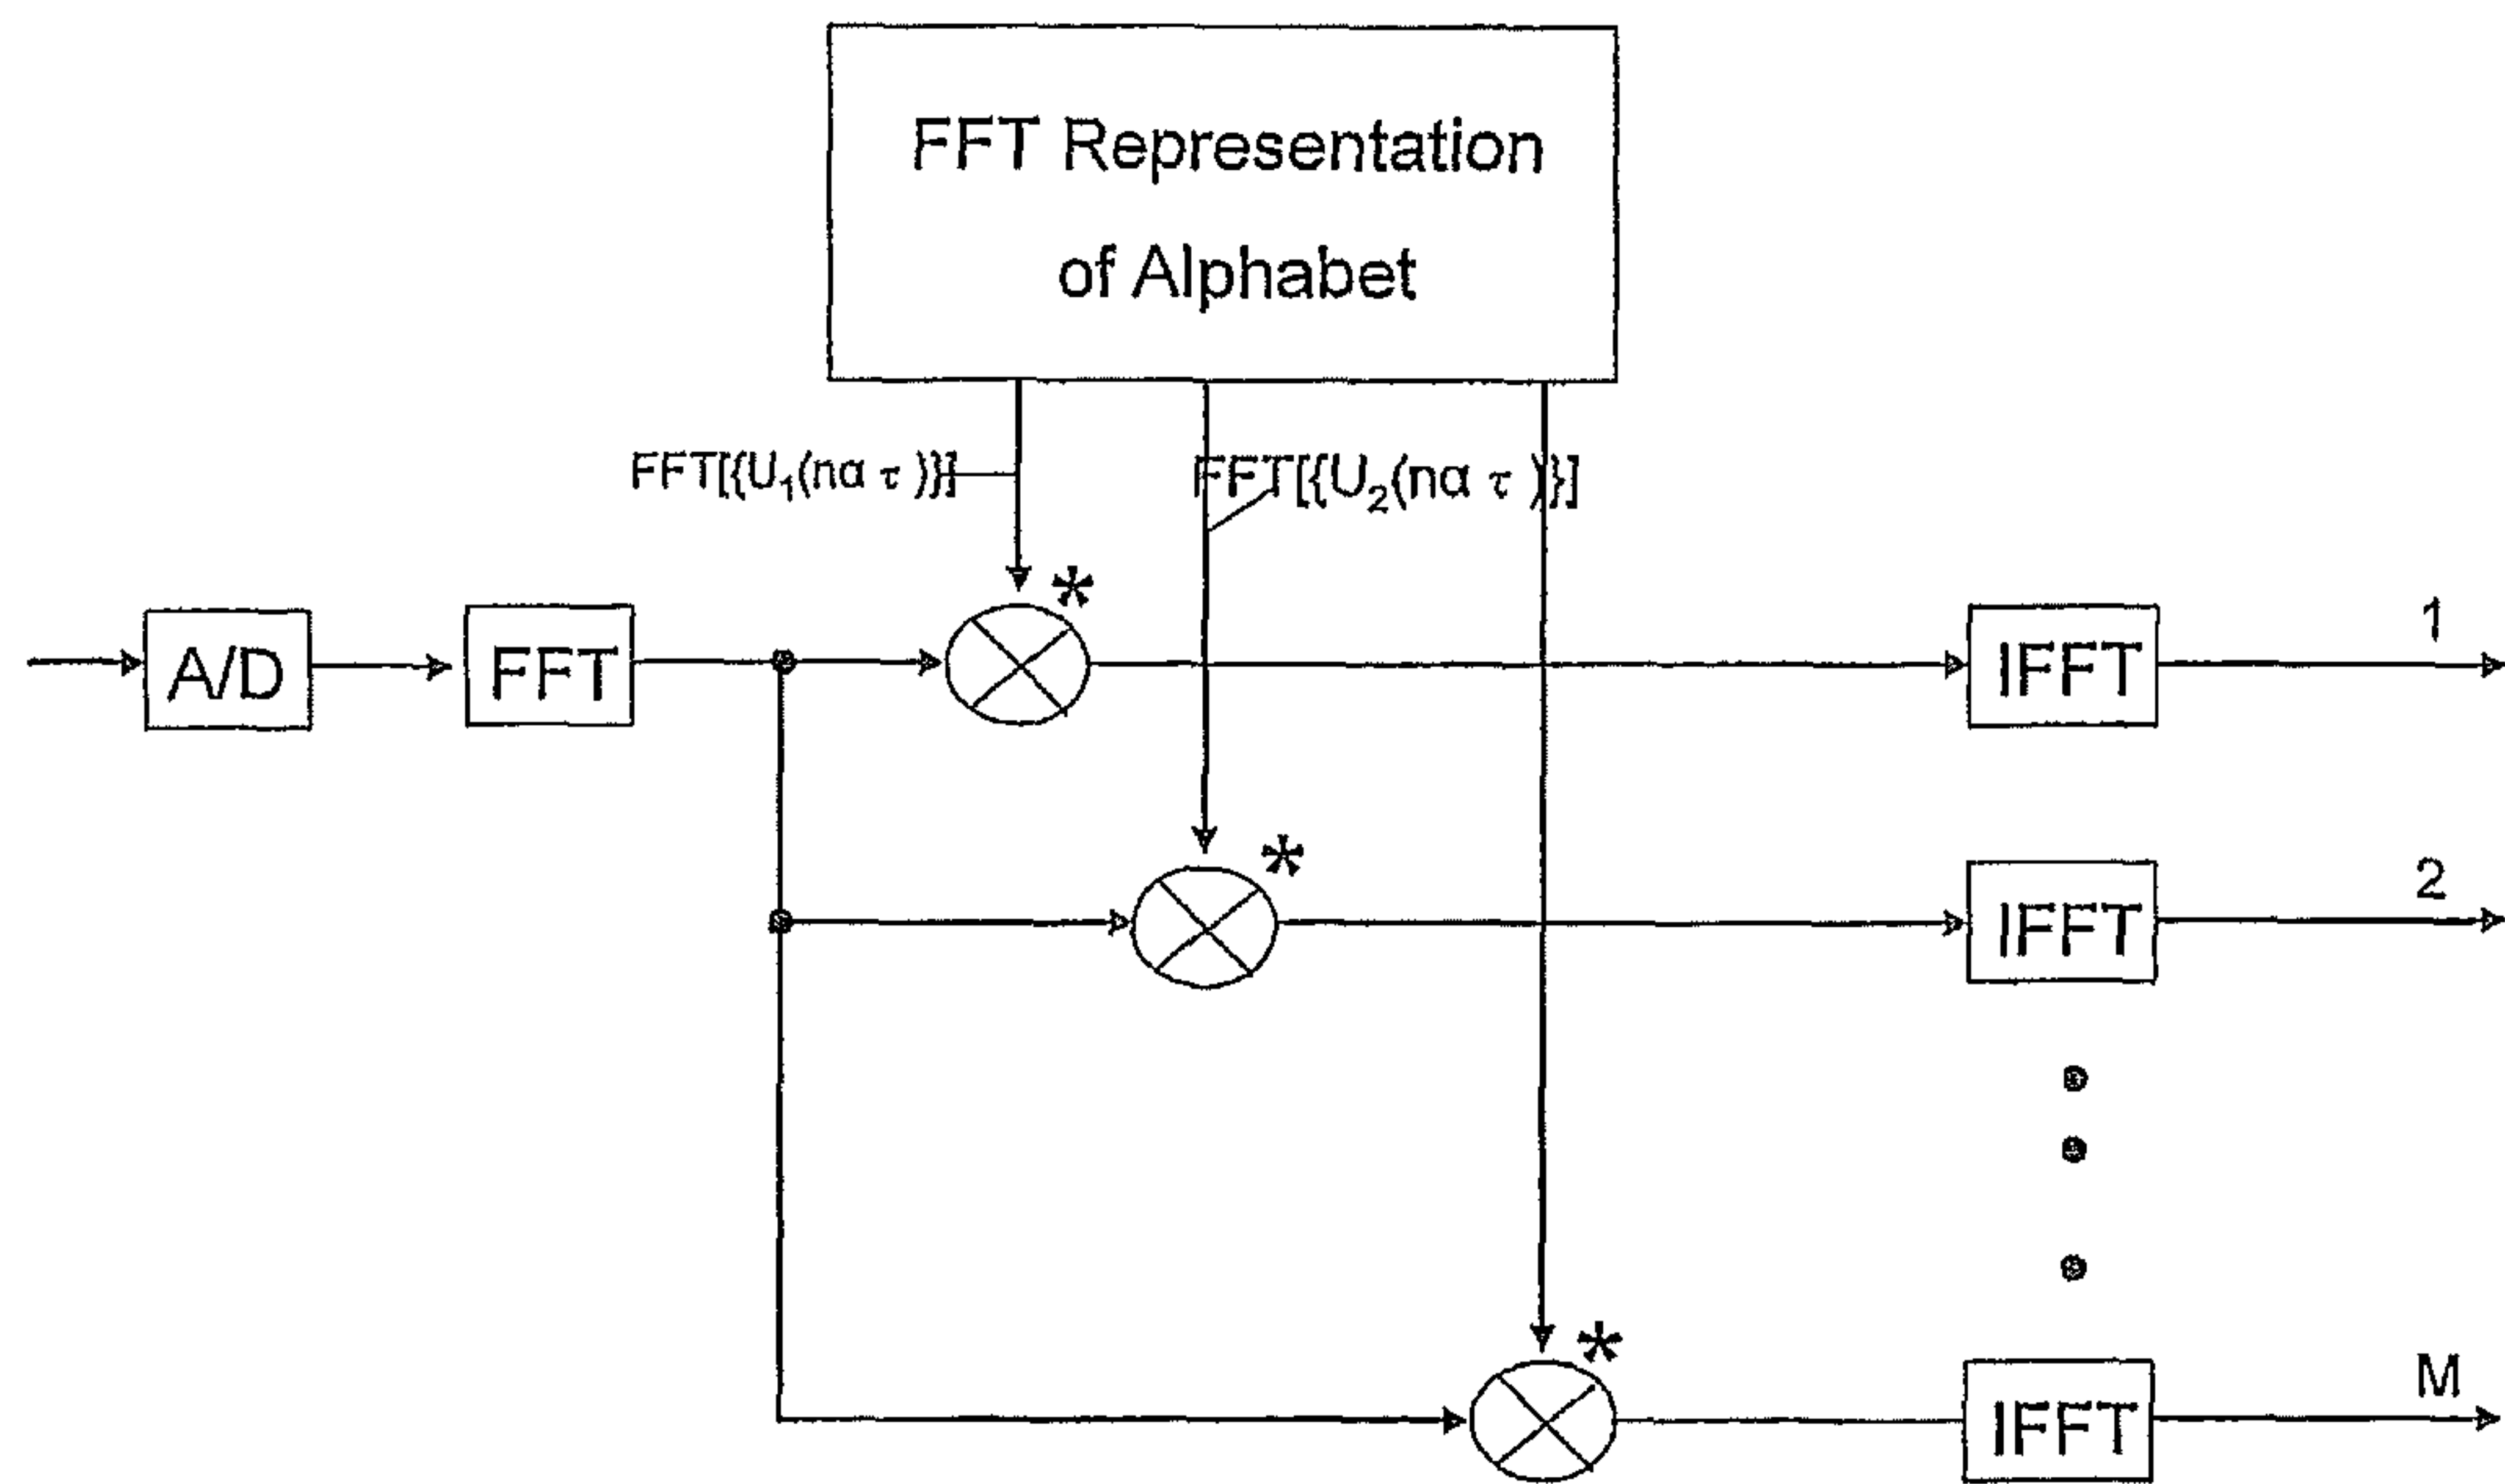 FFT Representation
of Alphabet
FFT[{U₁(nα τ )}]
FFT[{U₂(nα τ )}]
*
A/D
FFT
IFFT
1
*
IFFT
2
*
IFFT
M